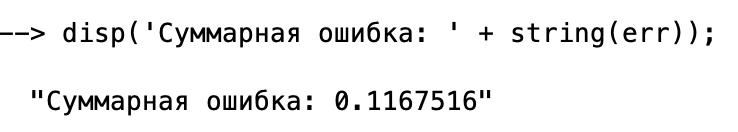 --> disp('Суммарная ошибка: ' + string(err));
"Суммарная ошибка: 0.1167516"